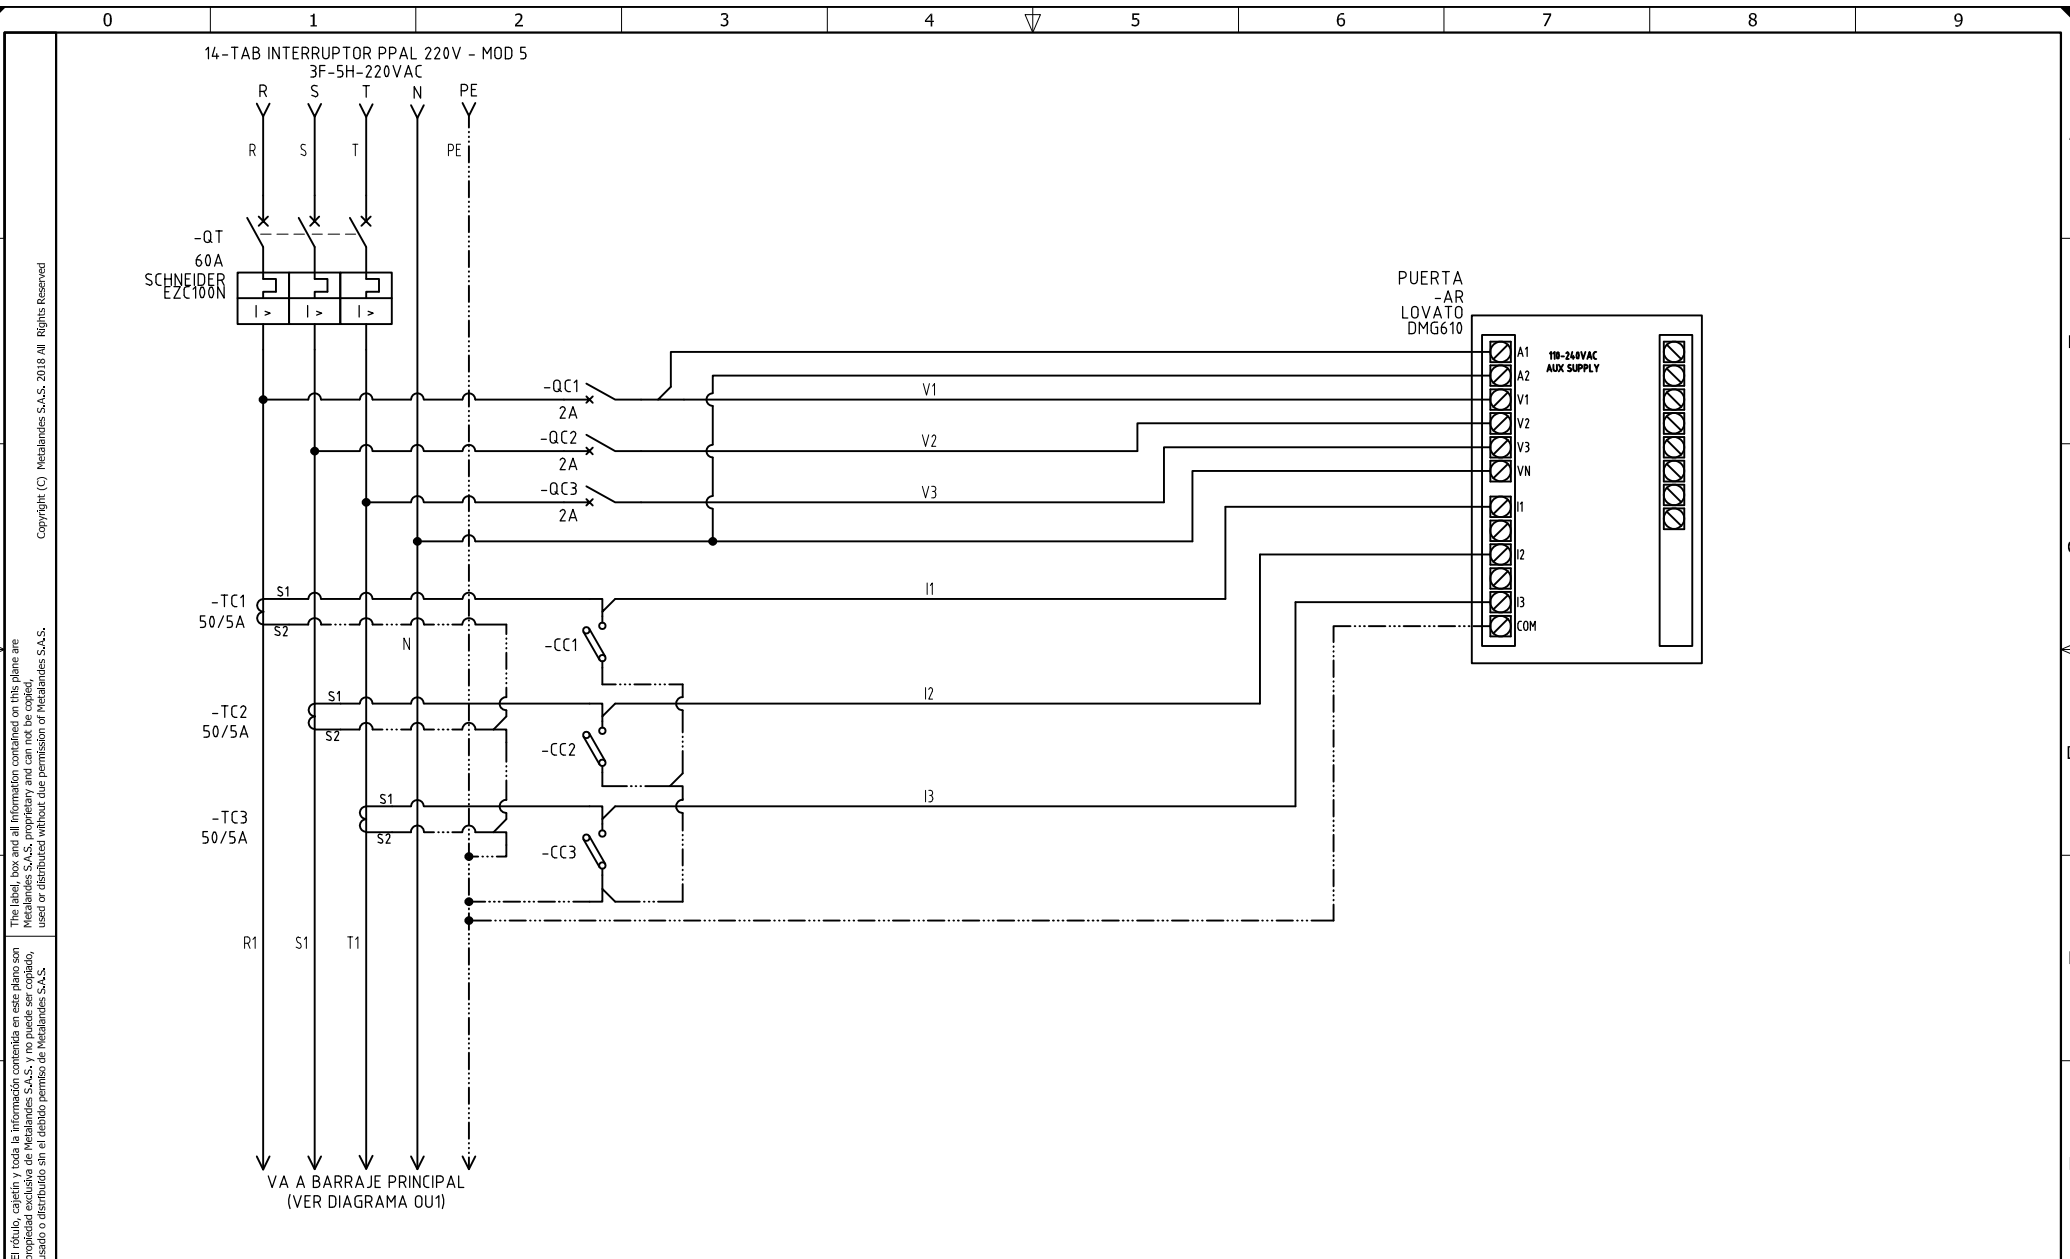 0 1 2 3 4 5 6 7 8 9
14-TAB INTERRUPTOR PPAL 220V - MOD 5
3F-5H-220VAC
R S T N PE
R S T PE
-QT
60A
SCHNEIDER
EZC100N
I > I > I >
PUERTA
-AR
LOVATO
DMG610
110-240VAC
AUX SUPPLY
A1
A2
V1
V2
V3
VN
I1
I2
I3
COM
-QC1
2A
V1
-QC2
2A
V2
-QC3
2A
V3
-TC1
50/5A
S1
S2
N
-CC1
I1
-TC2
50/5A
S1
S2
-CC2
I2
-TC3
50/5A
S1
S2
-CC3
I3
R1 S1 T1
VA A BARRAJE PRINCIPAL
(VER DIAGRAMA OU1)
Copyright (C) Metalandes S.A.S. 2018 All Rights Reserved
The label, box and all information contained on this plane are
Metalandes S.A.S. proprietary and can not be copied,
used or distributed without due permission of Metalandes S.A.S.
El rótulo, cajetín y toda la información contenida en este plano son
propiedad exclusiva de Metalandes S.A.S. y no puede ser copiado,
usado o distribuido sin el debido permiso de Metalandes S.A.S.